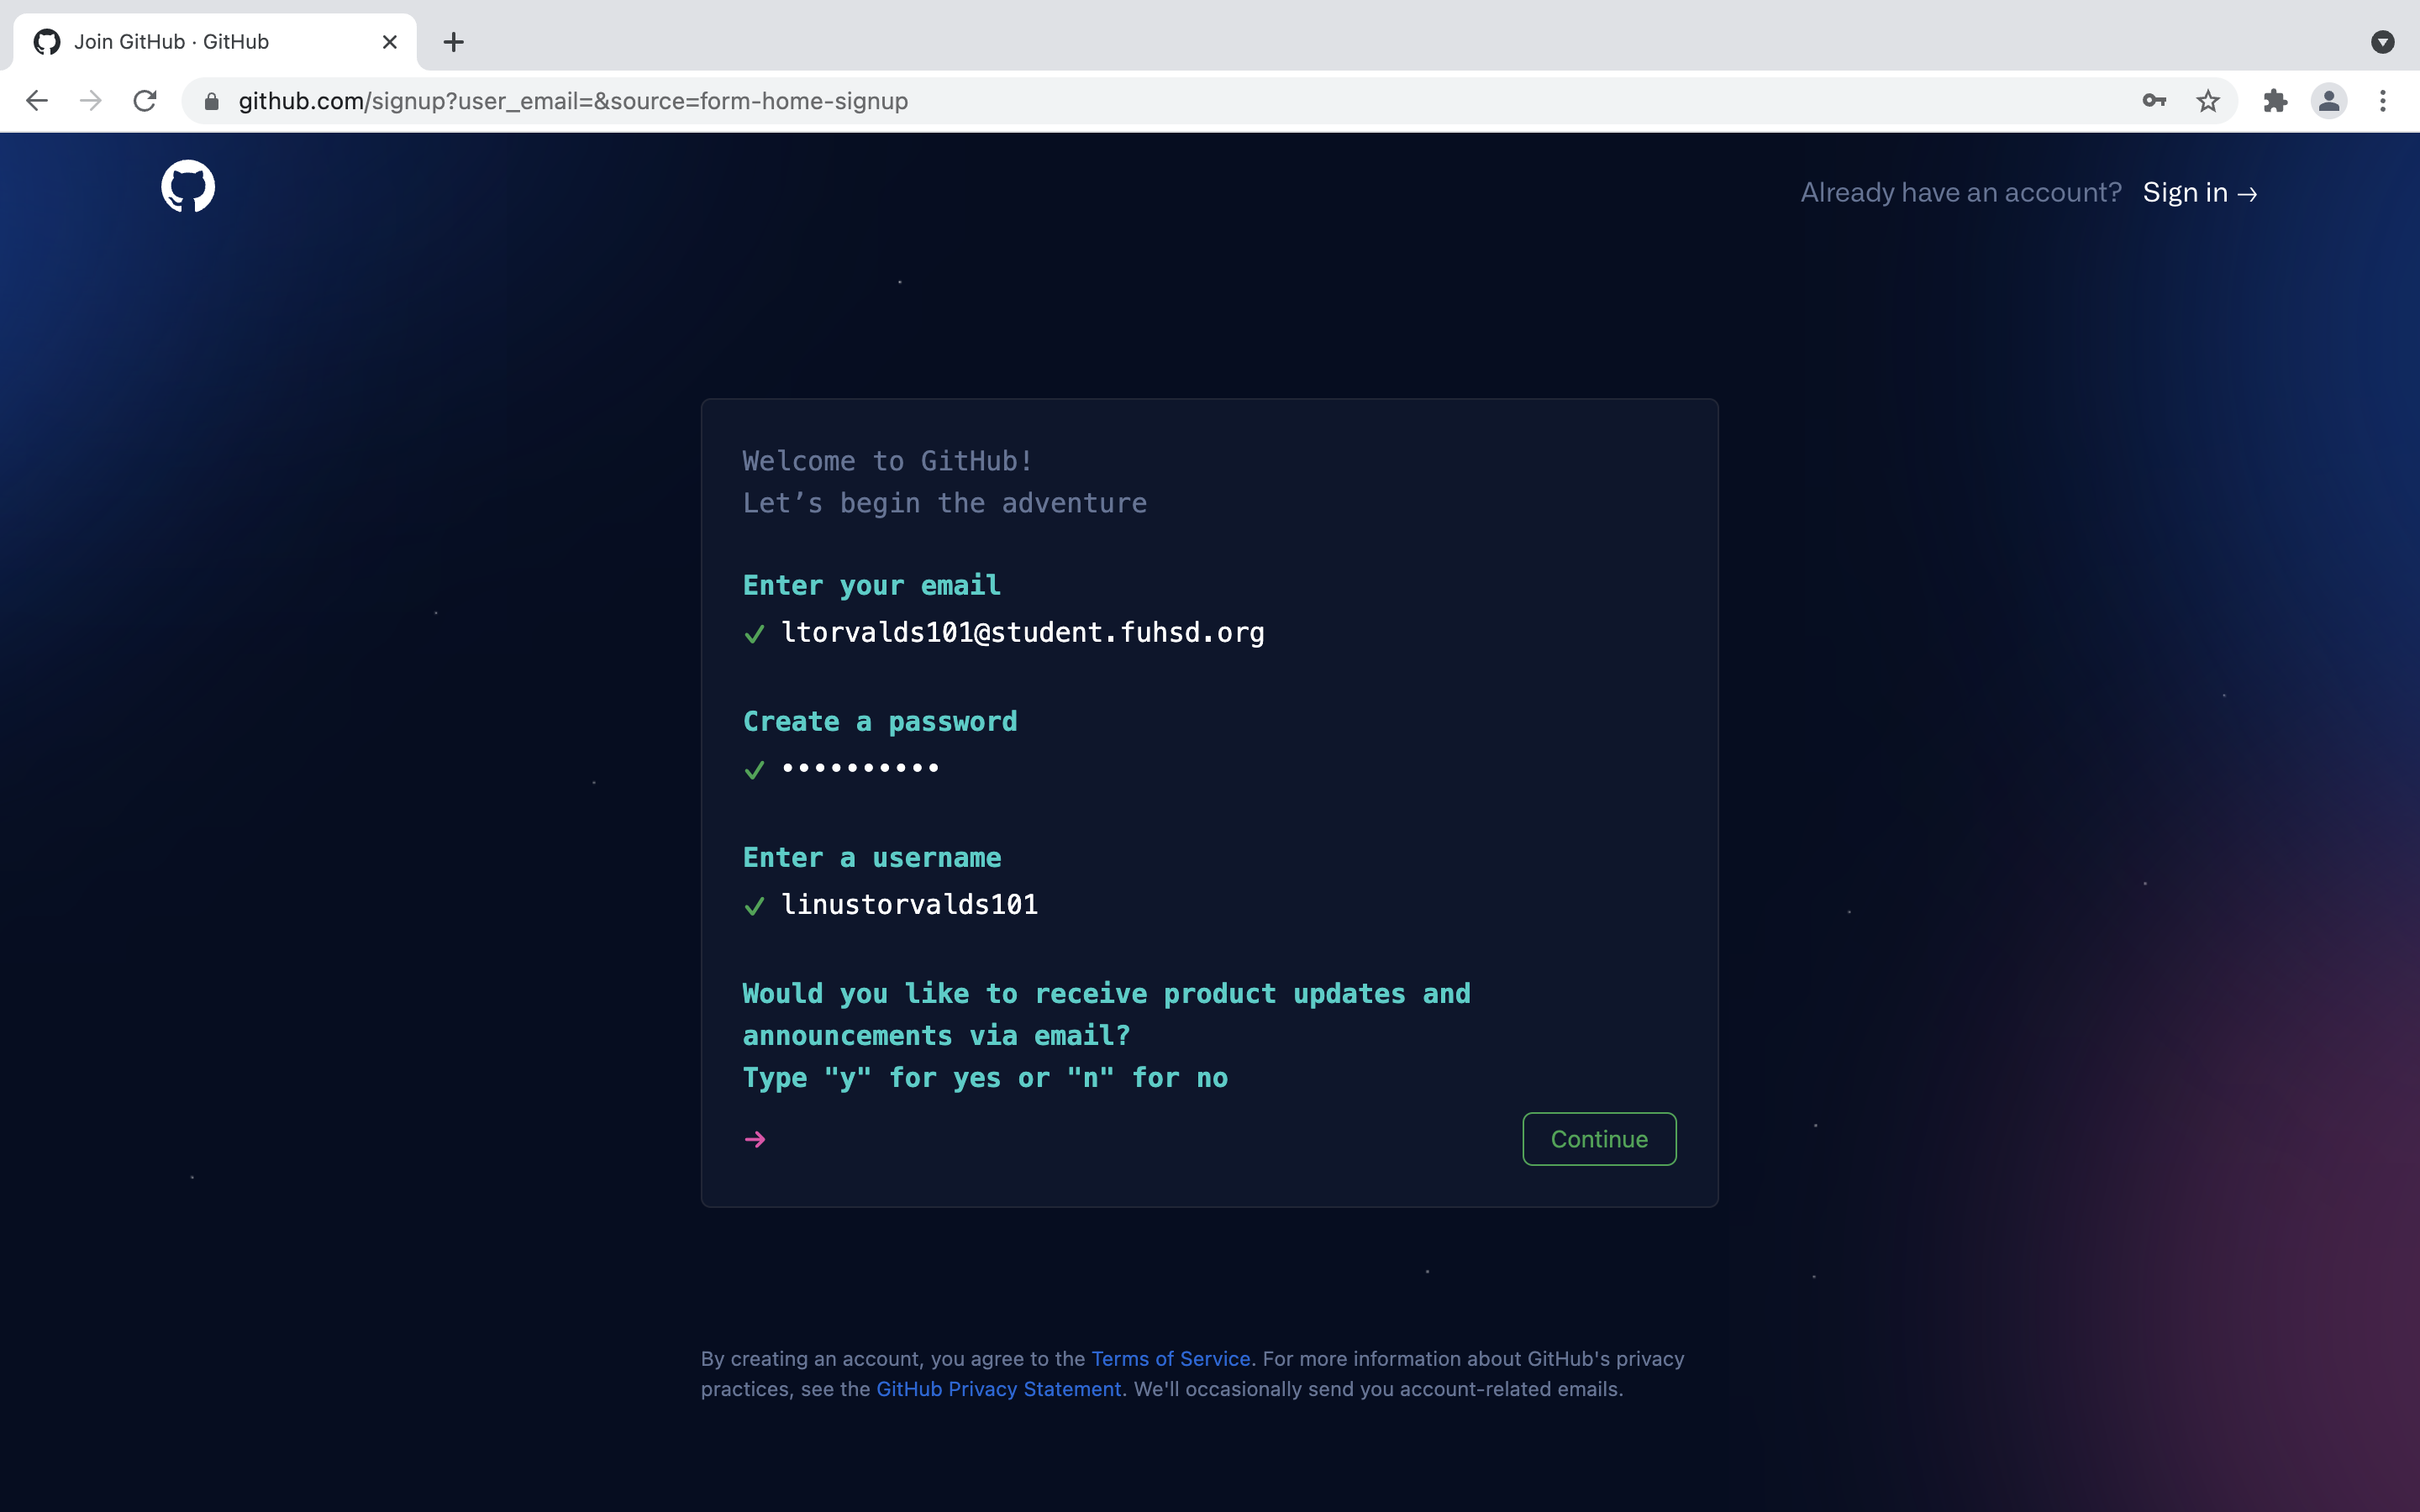 Join GitHub · GitHub
github.com/signup?user_email=&source=form-home-signup
Already have an account? Sign in →
Welcome to GitHub!
Let’s begin the adventure
Enter your email
✓ ltorvalds101@student.fuhsd.org
Create a password
✓ ••••••••••
Enter a username
✓ linustorvalds101
Would you like to receive product updates and
announcements via email?
Type "y" for yes or "n" for no
→ Continue
By creating an account, you agree to the Terms of Service. For more information about GitHub's privacy
practices, see the GitHub Privacy Statement. We'll occasionally send you account-related emails.